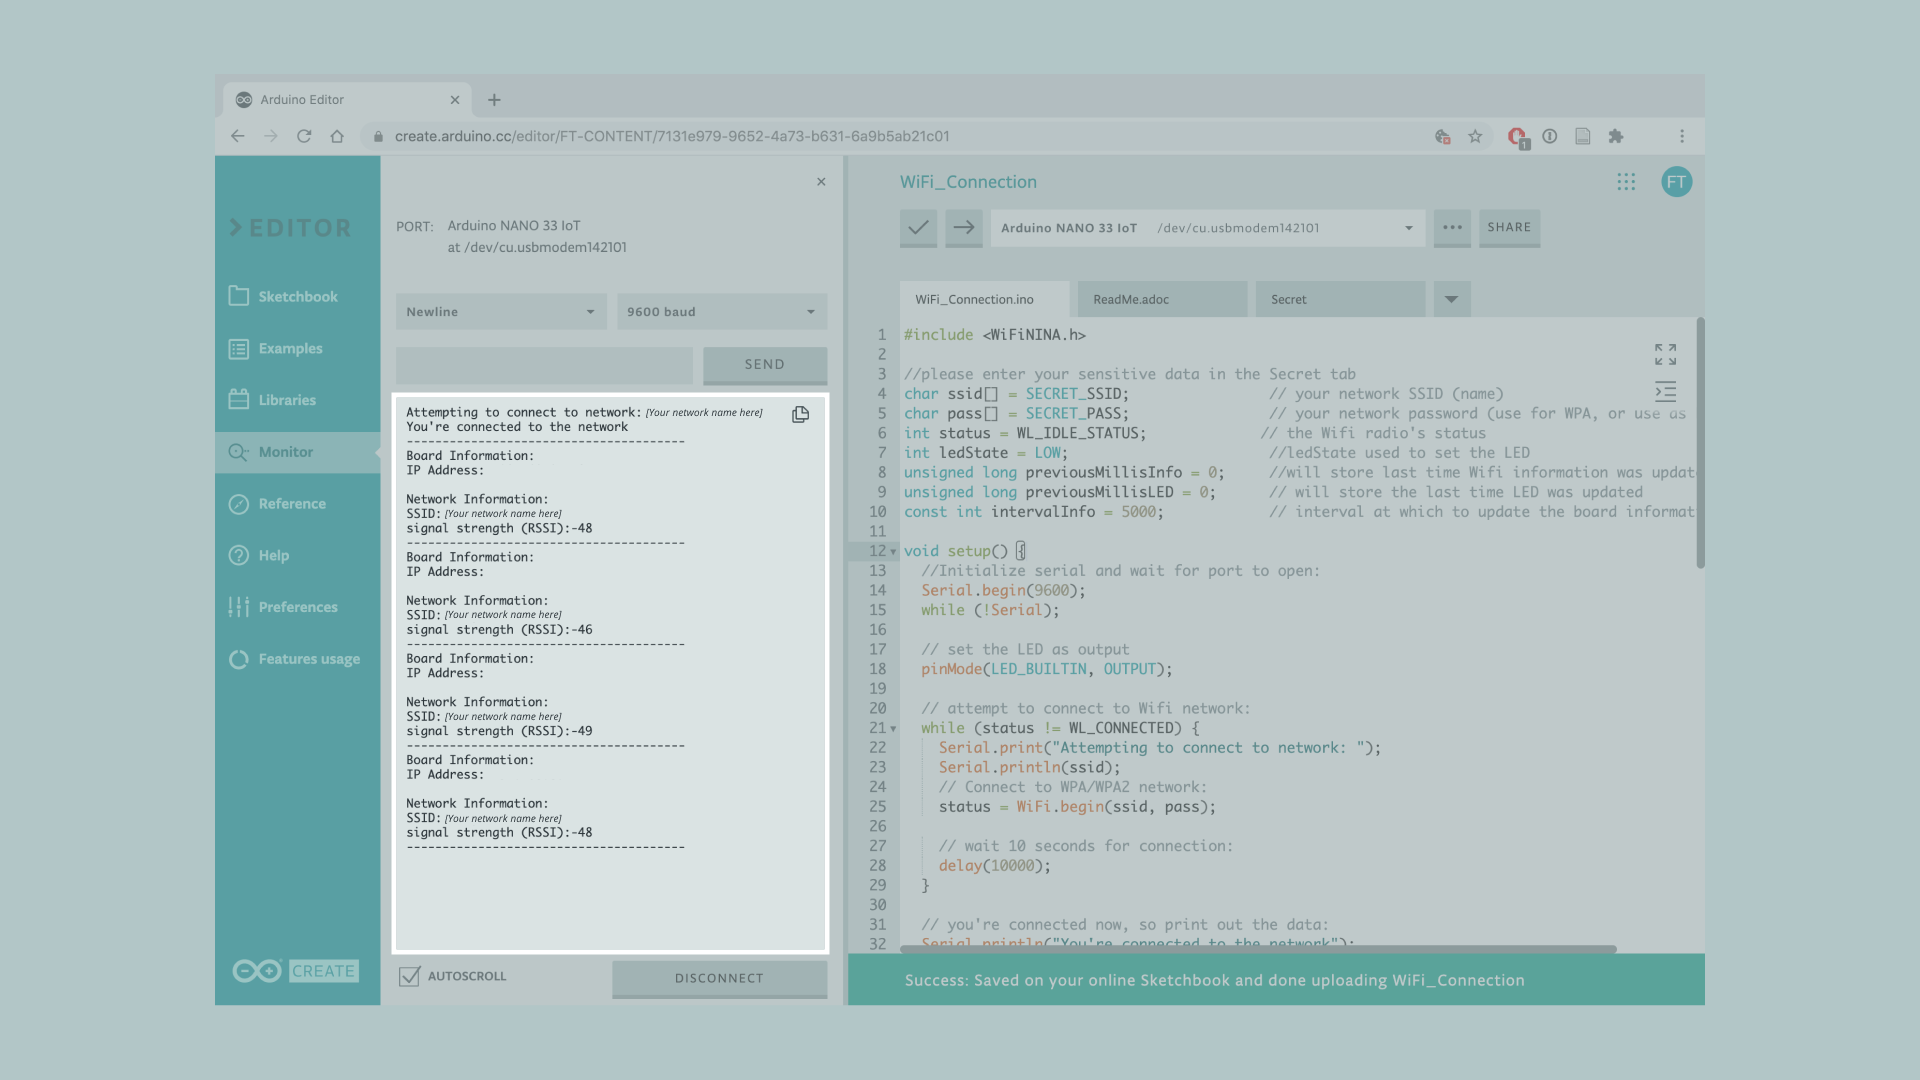 Arduino Editor
create.arduino.cc/editor/FT-CONTENT/7131e979-9652-4a73-b631-6a9b5ab21c01
1
>EDITOR
Sketchbook
Examples
Libraries
Monitor
Reference
Help
Preferences
Features usage
CREATE
PORT: Arduino NANO 33 IoT
at /dev/cu.usbmodem142101
Newline
9600 baud
SEND
Attempting to connect to network: [Your network name here]
You're connected to the network
---------------------------------------
Board Information:
IP Address:
Network Information:
SSID: [Your network name here]
signal strength (RSSI):-48
---------------------------------------
Board Information:
IP Address:
Network Information:
SSID: [Your network name here]
signal strength (RSSI):-46
---------------------------------------
Board Information:
IP Address:
Network Information:
SSID: [Your network name here]
signal strength (RSSI):-49
---------------------------------------
Board Information:
IP Address:
Network Information:
SSID: [Your network name here]
signal strength (RSSI):-48
---------------------------------------
AUTOSCROLL
DISCONNECT
WiFi_Connection
FT
Arduino NANO 33 IoT /dev/cu.usbmodem142101
SHARE
WiFi_Connection.ino
ReadMe.adoc
Secret
1 #include <WiFiNINA.h>
2
3 //please enter your sensitive data in the Secret tab
4 char ssid[] = SECRET_SSID; // your network SSID (name)
5 char pass[] = SECRET_PASS; // your network password (use for WPA, or use as
6 int status = WL_IDLE_STATUS; // the Wifi radio's status
7 int ledState = LOW; //ledState used to set the LED
8 unsigned long previousMillisInfo = 0; //will store last time Wifi information was updat
9 unsigned long previousMillisLED = 0; // will store the last time LED was updated
10 const int intervalInfo = 5000; // interval at which to update the board informat
11
12 void setup() {
13 //Initialize serial and wait for port to open:
14 Serial.begin(9600);
15 while (!Serial);
16
17 // set the LED as output
18 pinMode(LED_BUILTIN, OUTPUT);
19
20 // attempt to connect to Wifi network:
21 while (status != WL_CONNECTED) {
22 Serial.print("Attempting to connect to network: ");
23 Serial.println(ssid);
24 // Connect to WPA/WPA2 network:
25 status = WiFi.begin(ssid, pass);
26
27 // wait 10 seconds for connection:
28 delay(10000);
29 }
30
31 // you're connected now, so print out the data:
32 Serial.println("You're connected to the network");
Success: Saved on your online Sketchbook and done uploading WiFi_Connection